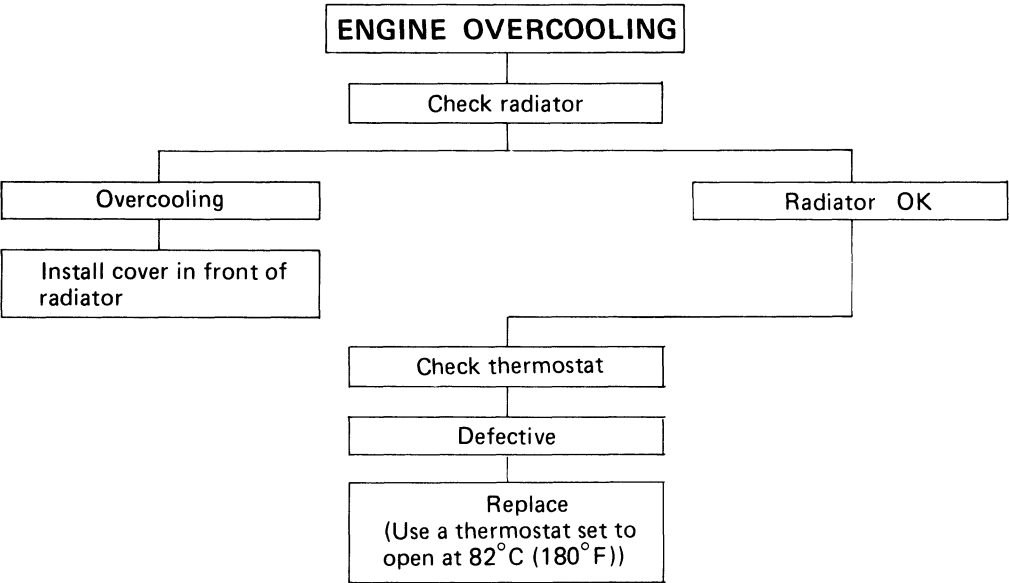 ENGINE OVERCOOLING
Check radiator
Overcooling
Radiator OK
Install cover in front of
radiator
Check thermostat
Defective
Replace
(Use a thermostat set to
open at 82°C (180°F))